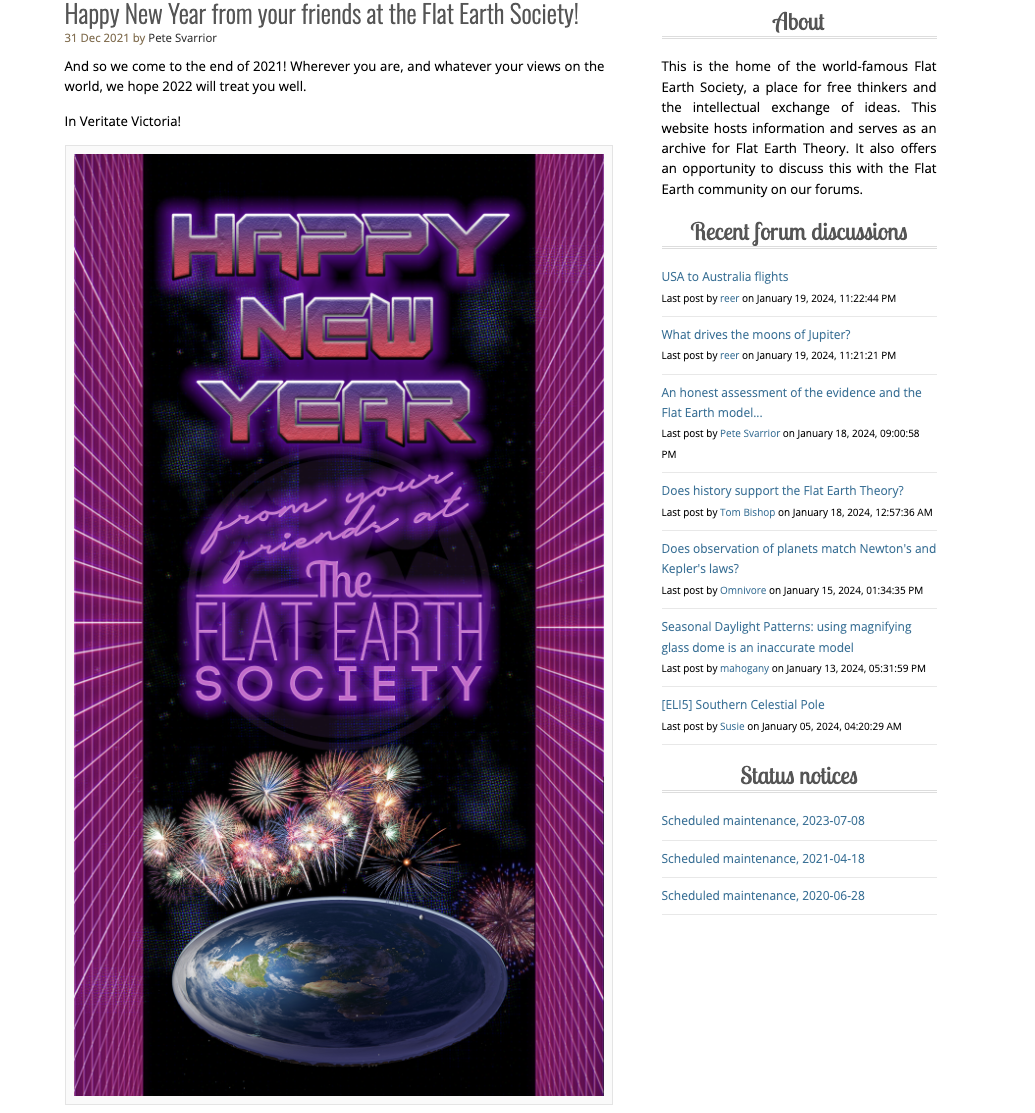 Happy New Year from your friends at the Flat Earth Society!
31 Dec 2021 by Pete Svarrior
And so we come to the end of 2021! Wherever you are, and whatever your views on the
world, we hope 2022 will treat you well.
In Veritate Victoria!
HAPPY
NEW
YEAR
from your
friends at
The
FLAT EARTH
SOCIETY
About
This is the home of the world-famous Flat
Earth Society, a place for free thinkers and
the intellectual exchange of ideas. This
website hosts information and serves as an
archive for Flat Earth Theory. It also offers
an opportunity to discuss this with the Flat
Earth community on our forums.
Recent forum discussions
USA to Australia flights
Last post by reer on January 19, 2024, 11:22:44 PM
What drives the moons of Jupiter?
Last post by reer on January 19, 2024, 11:21:21 PM
An honest assessment of the evidence and the
Flat Earth model...
Last post by Pete Svarrior on January 18, 2024, 09:00:58
PM
Does history support the Flat Earth Theory?
Last post by Tom Bishop on January 18, 2024, 12:57:36 AM
Does observation of planets match Newton's and
Kepler's laws?
Last post by Omnivore on January 15, 2024, 01:34:35 PM
Seasonal Daylight Patterns: using magnifying
glass dome is an inaccurate model
Last post by mahogany on January 13, 2024, 05:31:59 PM
[ELI5] Southern Celestial Pole
Last post by Susie on January 05, 2024, 04:20:29 AM
Status notices
Scheduled maintenance, 2023-07-08
Scheduled maintenance, 2021-04-18
Scheduled maintenance, 2020-06-28